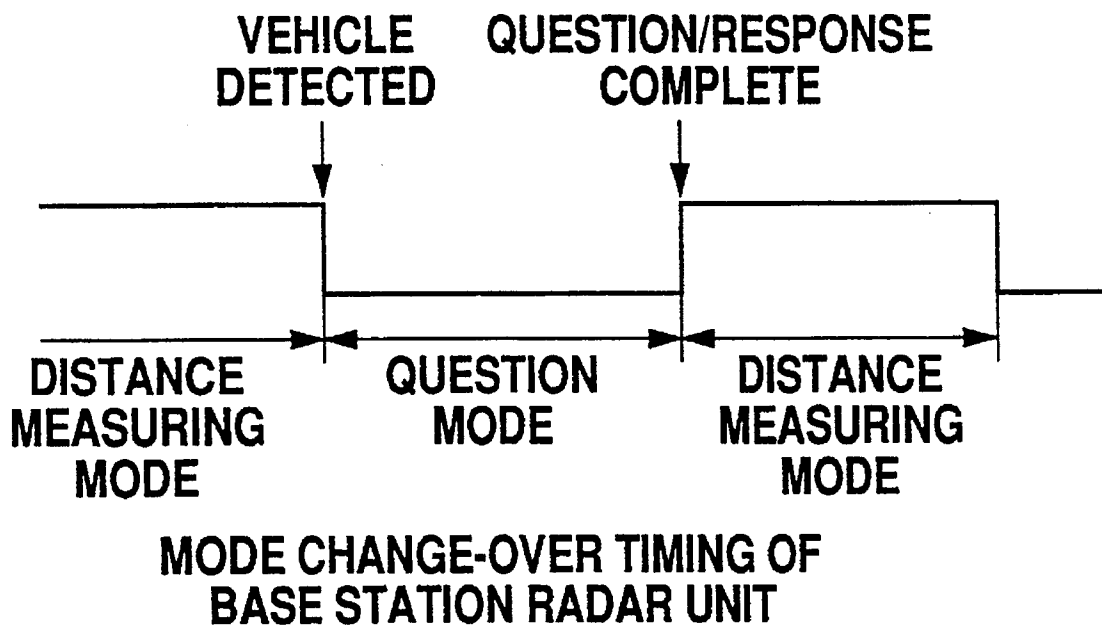 VEHICLE
DETECTED
QUESTION/RESPONSE
COMPLETE
DISTANCE
MEASURING
MODE
QUESTION
MODE
DISTANCE
MEASURING
MODE
MODE CHANGE-OVER TIMING OF
BASE STATION RADAR UNIT